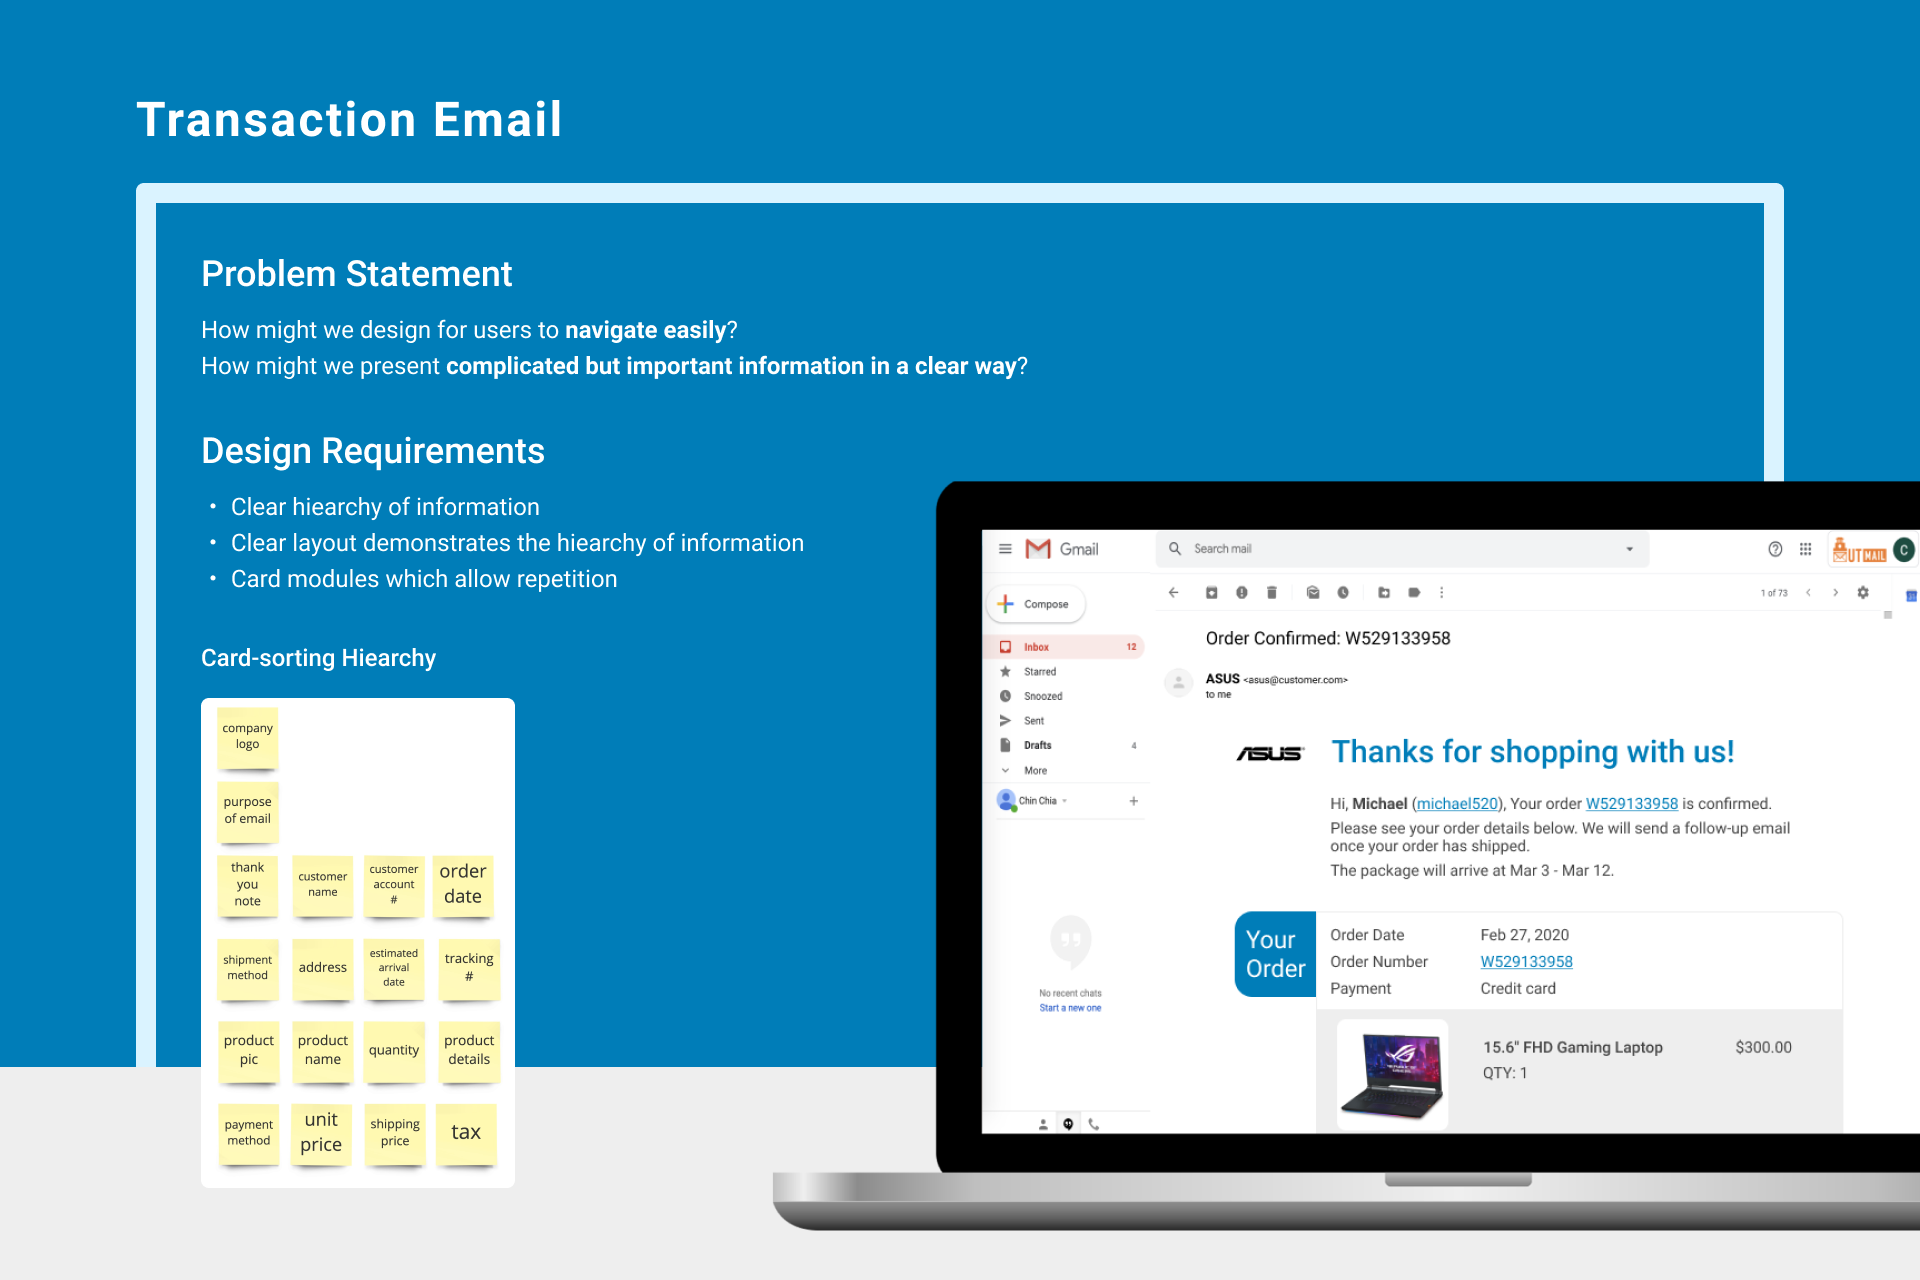 Transaction Email
Problem Statement
How might we design for users to navigate easily?
How might we present complicated but important information in a clear way?
Design Requirements
• Clear hiearchy of information
• Clear layout demonstrates the hiearchy of information
• Card modules which allow repetition
Card-sorting Hiearchy
company
logo
purpose
of email
thank
you
note
customer
name
customer
account
#
order
date
shipment
method
address
estimated
arrival
date
tracking
#
product
pic
product
name
quantity
product
details
payment
method
unit
price
shipping
price
tax
Gmail
Search mail
UTMAIL
C
Compose
1 of 73
Inbox 12
Starred
Snoozed
Sent
Drafts 4
More
Chin Chia
No recent chats
Start a new one
Order Confirmed: W529133958
ASUS <asus@customer.com>
to me
ASUS
Thanks for shopping with us!
Hi, Michael (michael520), Your order W529133958 is confirmed.
Please see your order details below. We will send a follow-up email
once your order has shipped.
The package will arrive at Mar 3 - Mar 12.
Your
Order
Order Date Feb 27, 2020
Order Number W529133958
Payment Credit card
15.6" FHD Gaming Laptop $300.00
QTY: 1